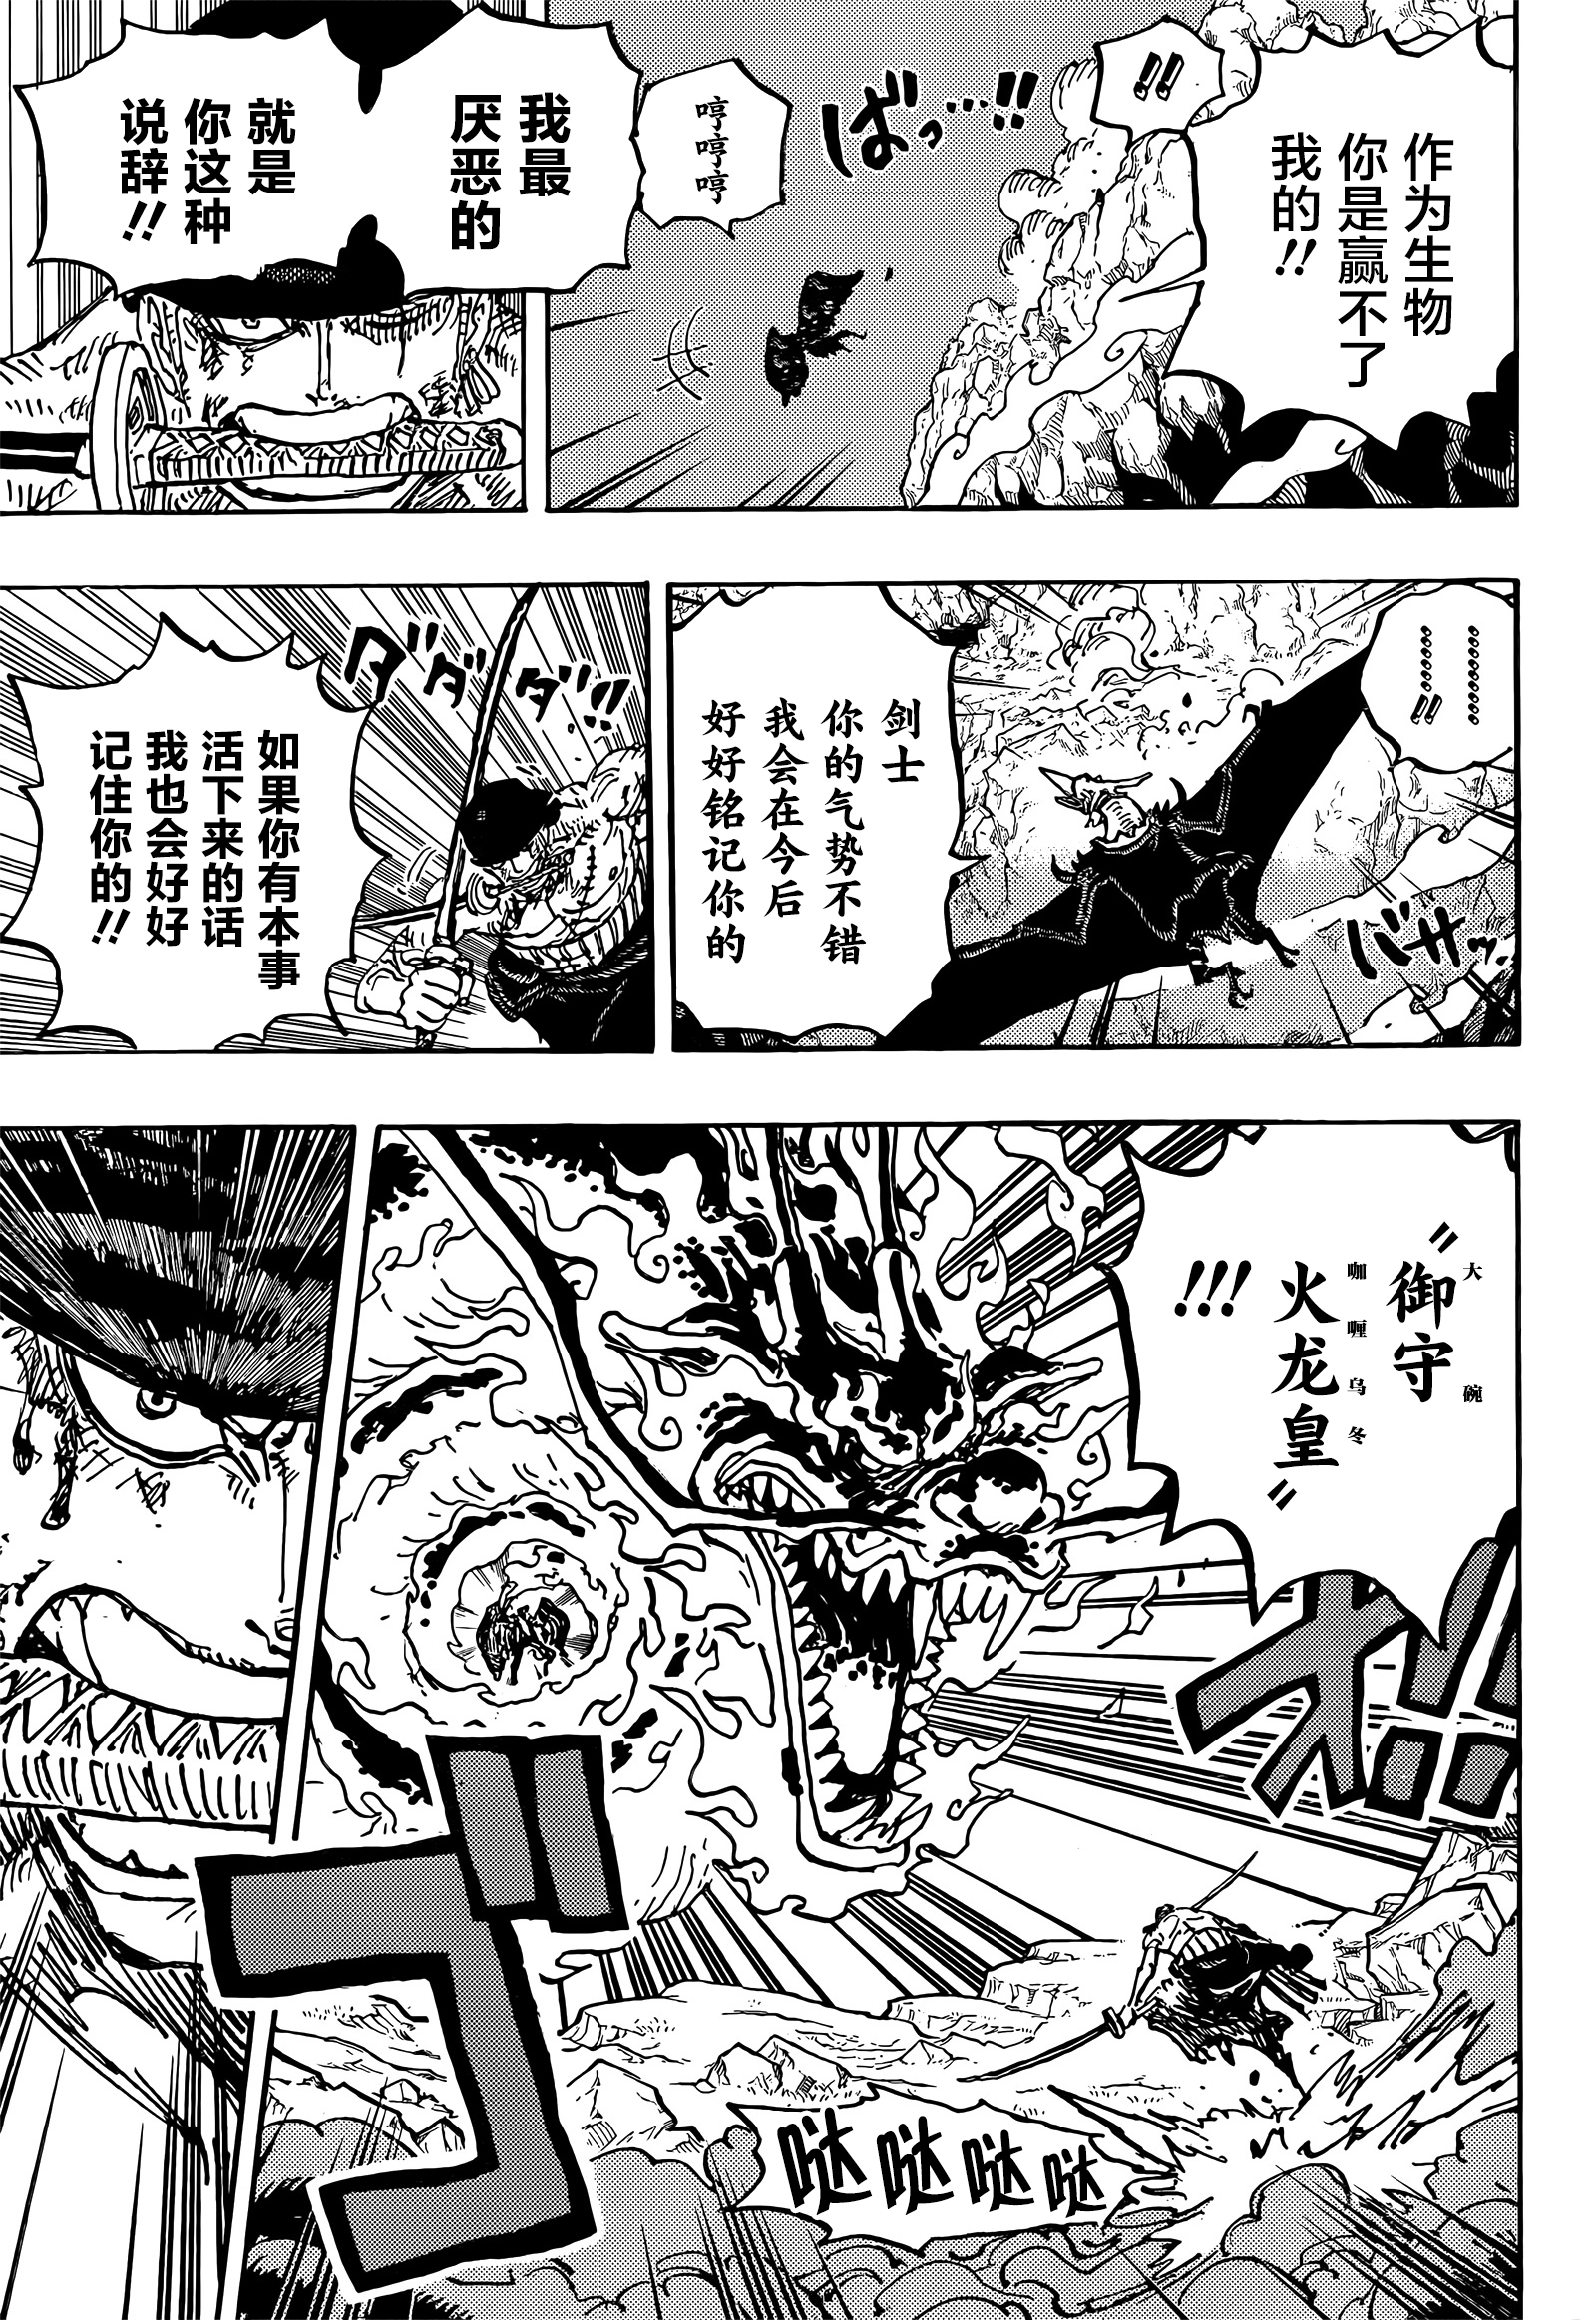 !!
作为生物
你是赢不了
我的!!
ばっ…!!
哼哼哼
我最
厌恶的
就是
你这种
说辞!!
………
………!!
バサッ
剑士
你的气势不错
我会在今后
好好铭记你的
ダダダッ!!
如果你有本事
活下来的话
我也会好好
记住你的!!
大碗
“御守
咖喱乌冬
火龙皇”
!!!
オ
ゴ
哒哒哒哒